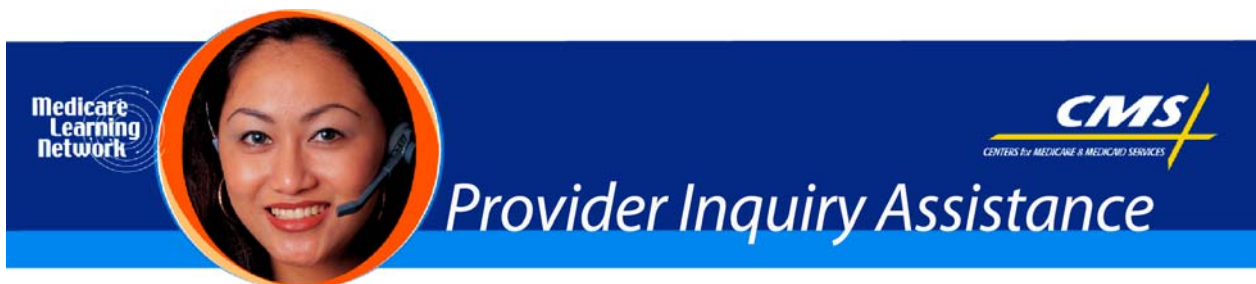 Medicare
Learning
Network
CMS
CENTERS for MEDICARE & MEDICAID SERVICES
Provider Inquiry Assistance